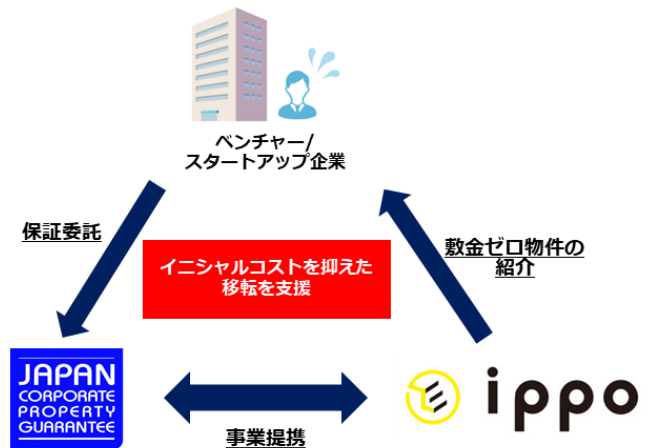 ベンチャー/
スタートアップ企業
保証委託
イニシャルコストを抑えた
移転を支援
敷金ゼロ物件の
紹介
JAPAN
CORPORATE
PROPERTY
GUARANTEE
ippo
事業提携